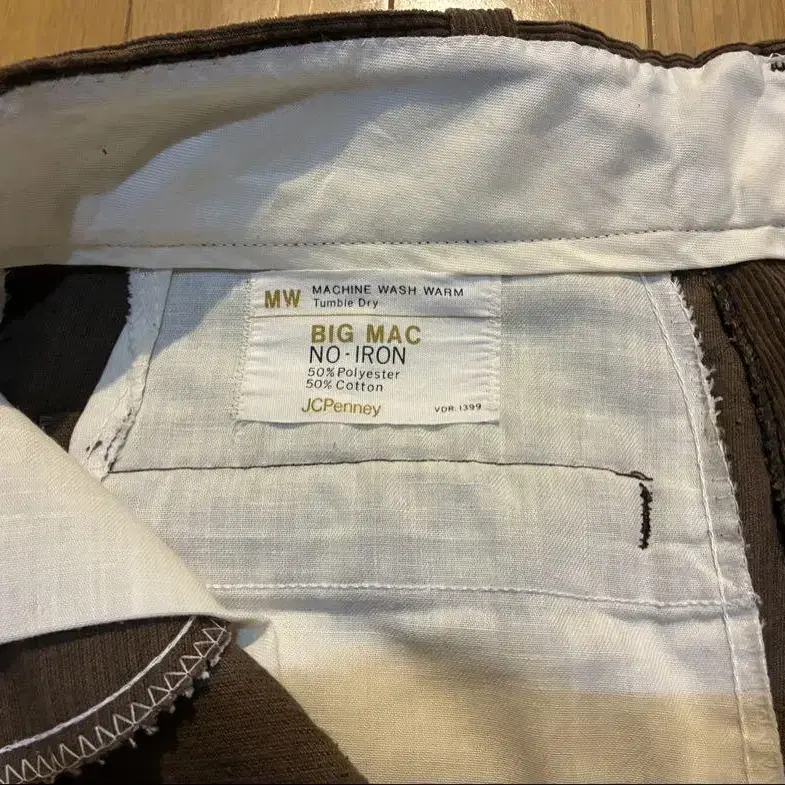 MW MACHINE WASH WARM
Tumble Dry
BIG MAC
NO-IRON
50% Polyester
50% Cotton
JCPenney VDR. 1399